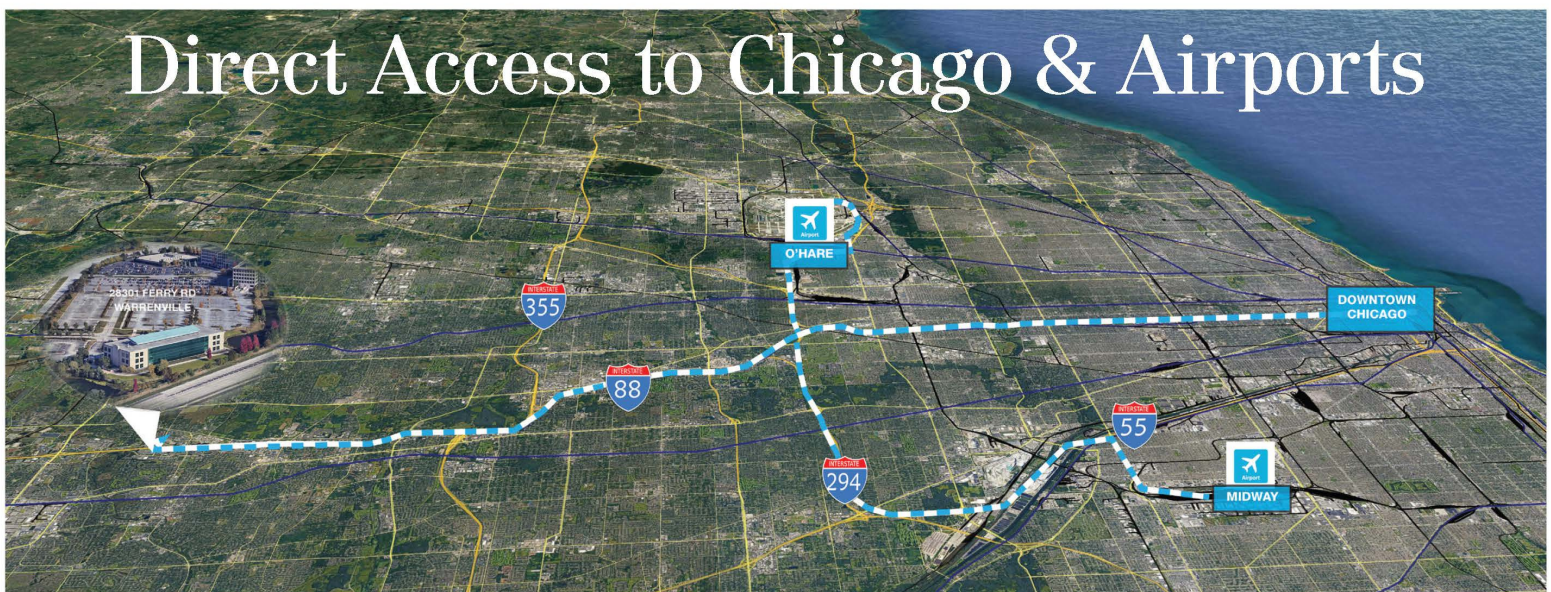 Direct Access to Chicago & Airports
Airport
O'HARE
28301 FERRY RD
WARRENVILLE
INTERSTATE
355
DOWNTOWN
CHICAGO
INTERSTATE
88
INTERSTATE
55
INTERSTATE
294
Airport
MIDWAY